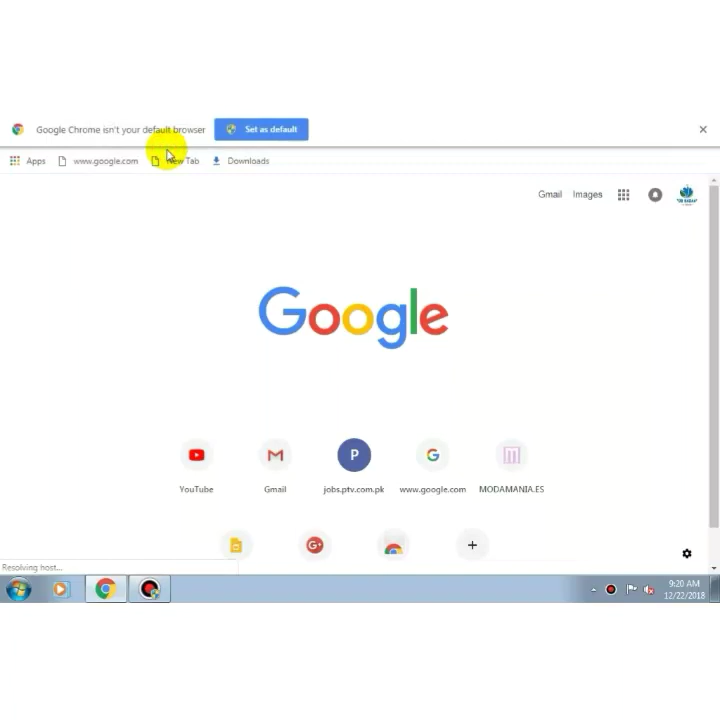 Google Chrome isn't your default browser Set as default
Apps www.google.com New Tab Downloads
Gmail Images
Google
P
YouTube Gmail jobs.ptv.com.pk www.google.com MODAMANIA.ES
G+
Resolving host...
9:20 AM
12/22/2018